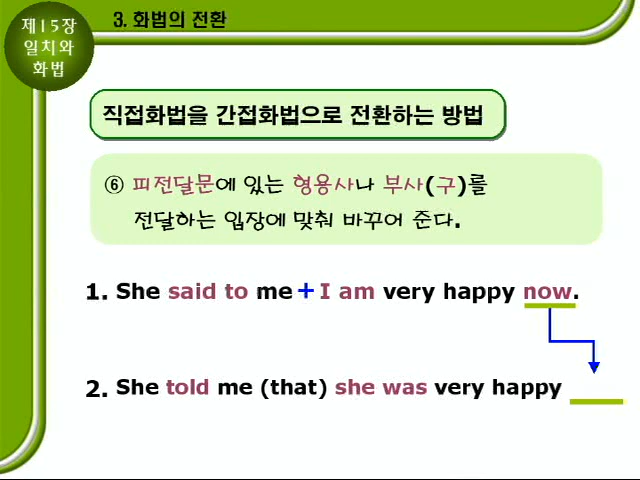 제15장
일치와
화법
3. 화법의 전환
직접화법을 간접화법으로 전환하는 방법
⑥ 피전달문에 있는 형용사나 부사(구)를
전달하는 입장에 맞춰 바꾸어 준다.
1. She said to me + I am very happy now.
2. She told me (that) she was very happy